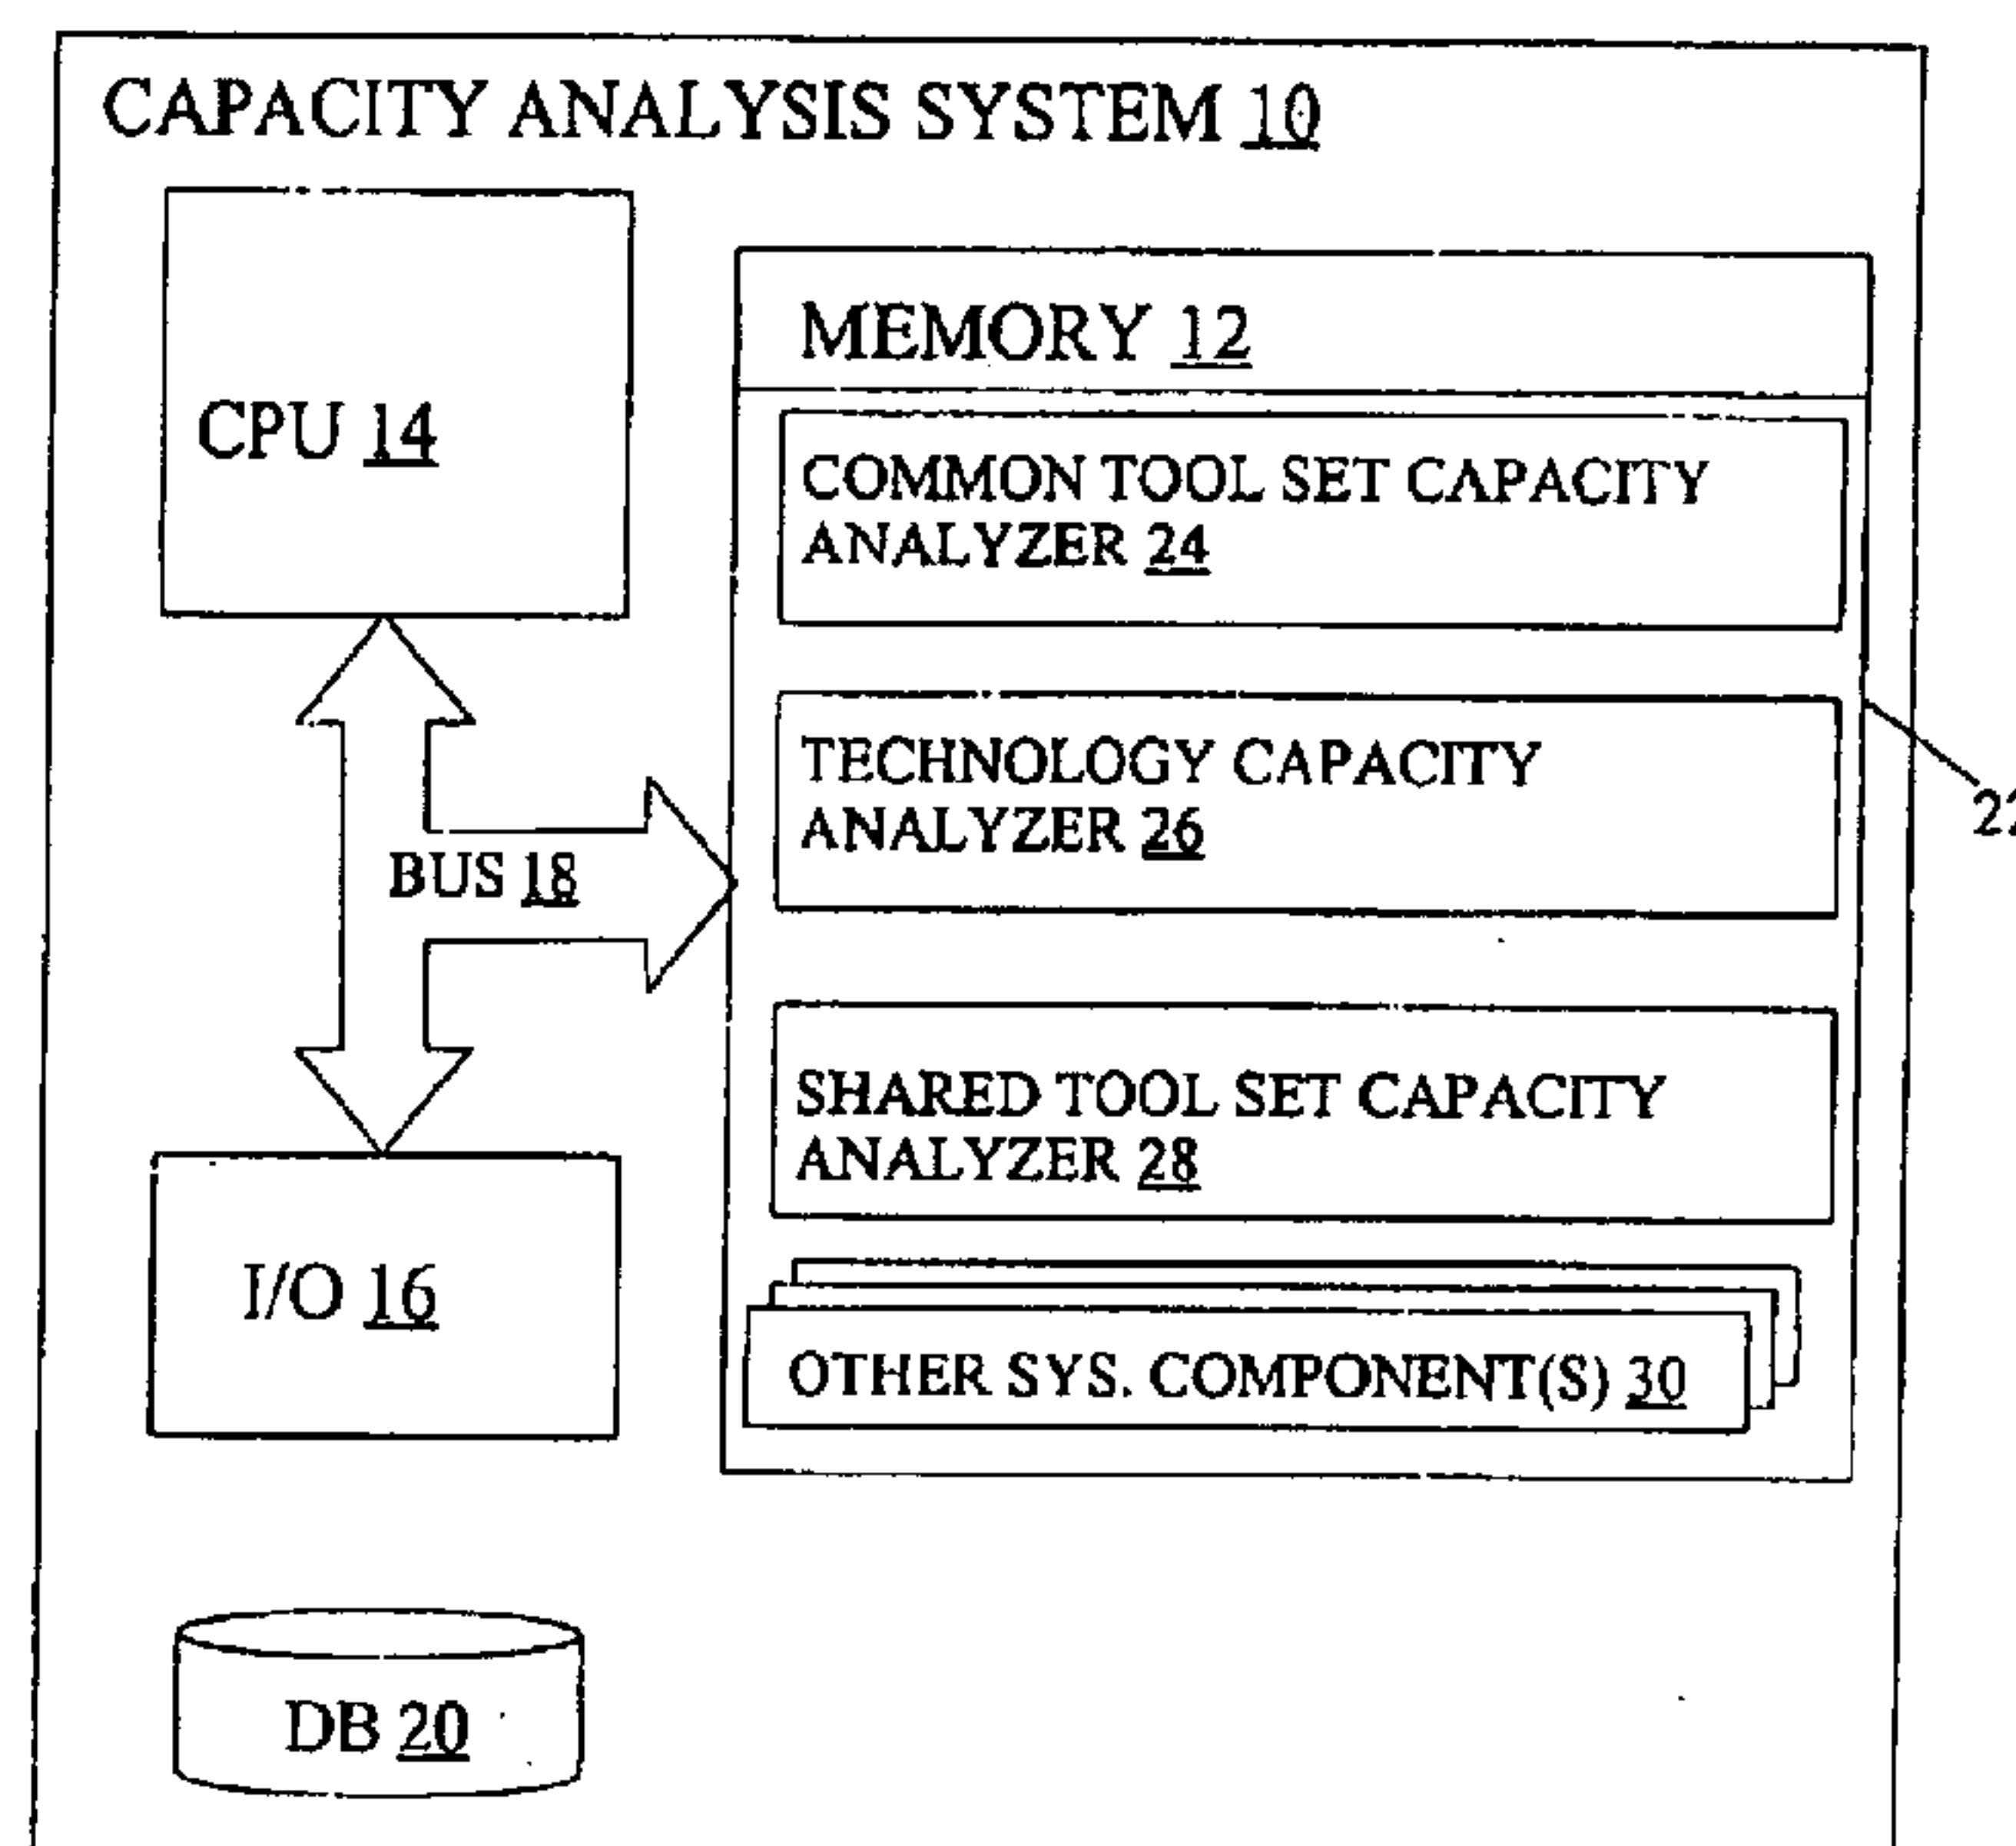 CAPACITY ANALYSIS SYSTEM 10
CPU 14
MEMORY 12
COMMON TOOL SET CAPACITY
ANALYZER 24
TECHNOLOGY CAPACITY
ANALYZER 26
22
BUS 18
SHARED TOOL SET CAPACITY
ANALYZER 28
I/O 16
OTHER SYS. COMPONENT(S) 30
DB 20